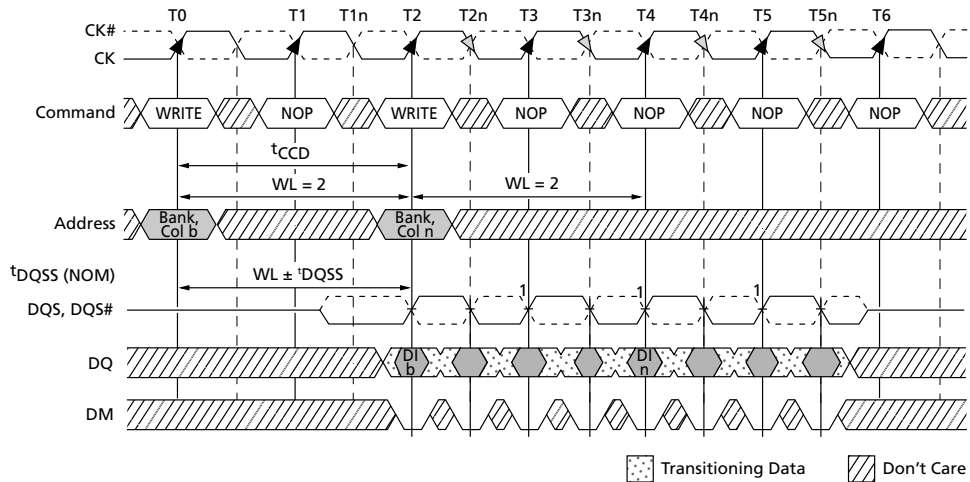 T0 T1 T1n T2 T2n T3 T3n T4 T4n T5 T5n T6
CK#
CK
Command WRITE NOP WRITE NOP NOP NOP NOP
tCCD
WL = 2 WL = 2
Address Bank, Col b Bank, Col n
tDQSS (NOM) WL ± tDQSS
DQS, DQS# 1 1 1
DQ DI b DI n
DM
Transitioning Data Don't Care